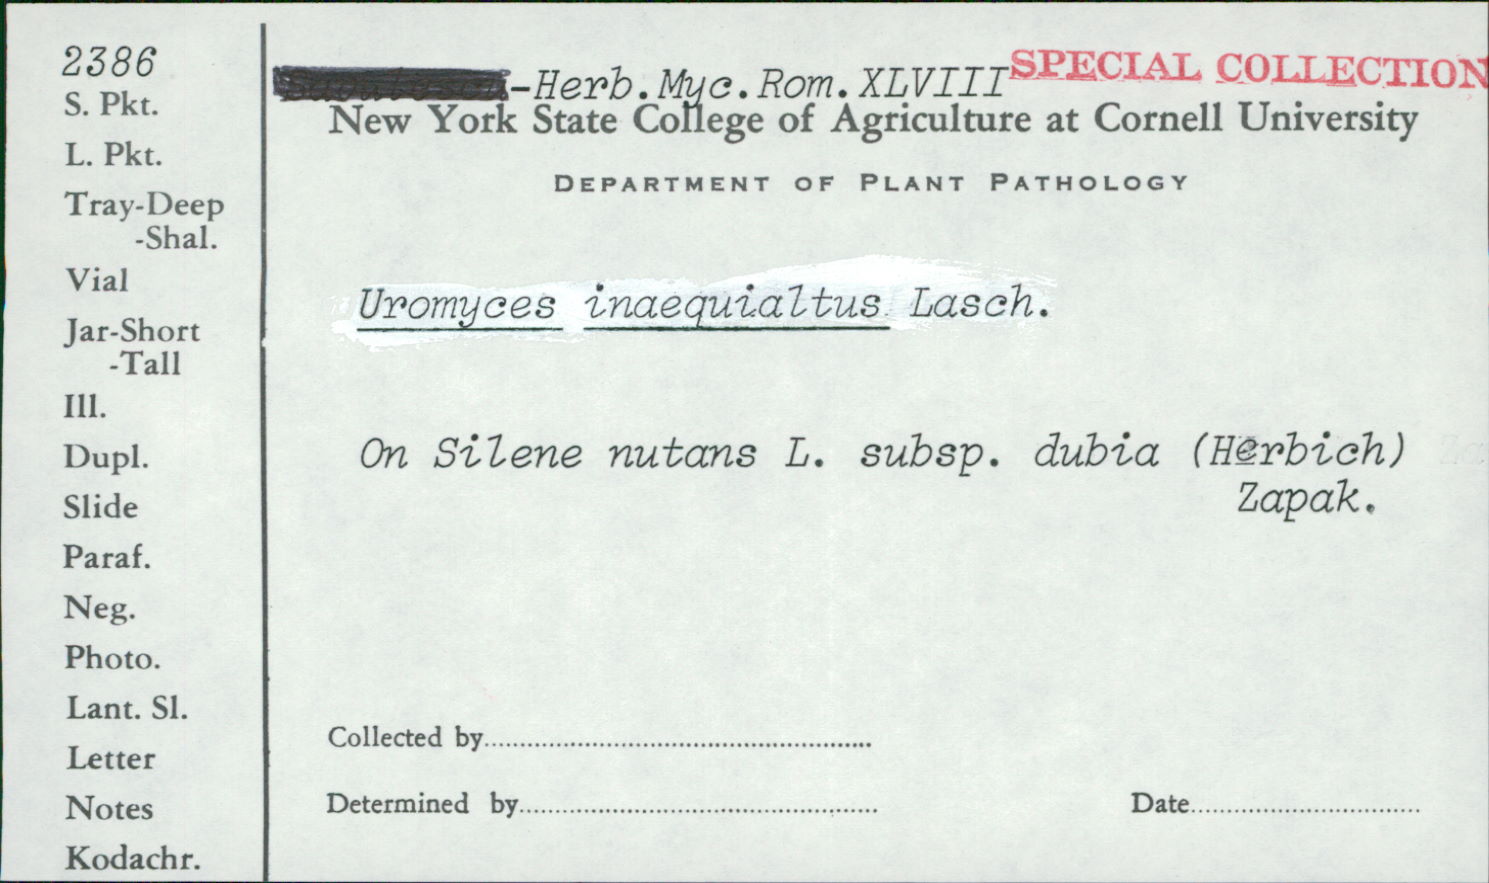 2386
S. Pkt.
L. Pkt.
Tray-Deep
-Shal.
Vial
Jar-Short
-Tall
Ill.
Dupl.
Slide
Paraf.
Neg.
Photo.
Lant. Sl.
Letter
Notes
Kodachr.
-Herb.Myc.Rom.XLVIII
SPECIAL COLLECTION
New York State College of Agriculture at Cornell University
DEPARTMENT OF PLANT PATHOLOGY
Uromyces inaequialtus Lasch.
On Silene nutans L. subsp. dubia (Herbich)
Zapak.
Collected by
Determined by
Date